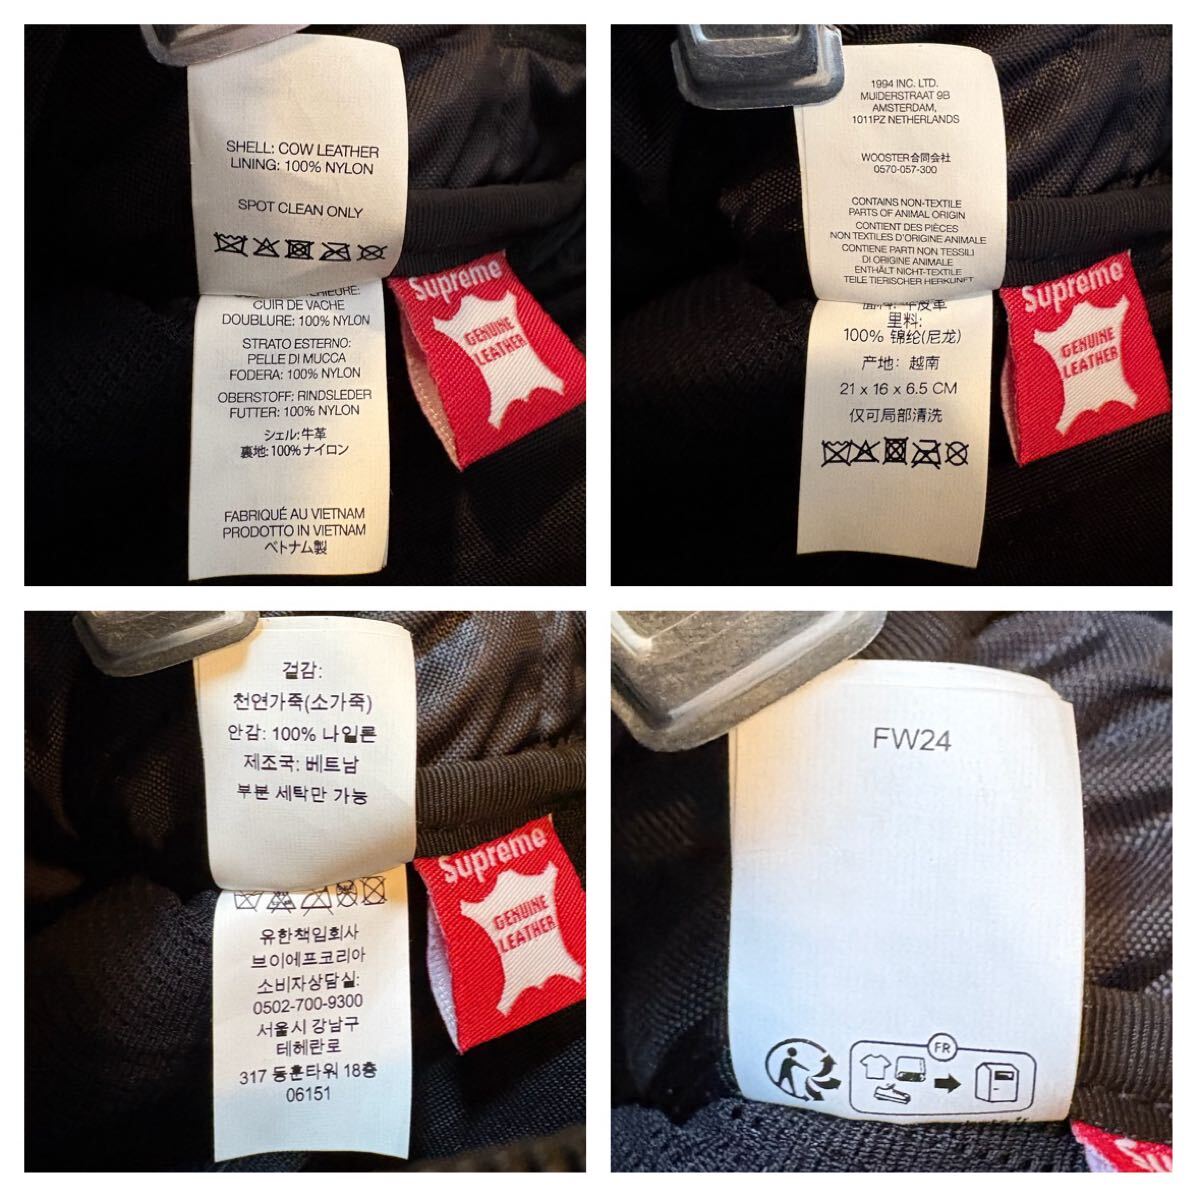 SHELL: COW LEATHER
LINING: 100% NYLON
SPOT CLEAN ONLY
CUIR DE VACHE
DOUBLURE: 100% NYLON
STRATO ESTERNO:
PELLE DI MUCCA
FODERA: 100% NYLON
OBERSTOFF: RINDSLEDER
FUTTER: 100% NYLON
シェル:牛革
裏地:100%ナイロン
FABRIQUÉ AU VIETNAM
PRODOTTO IN VIETNAM
ベトナム製
Supreme
GENUINE
LEATHER
1994 INC. LTD.
MUIDERSTRAAT 9B
AMSTERDAM,
1011PZ NETHERLANDS
WOOSTER合同会社
0570-057-300
CONTAINS NON-TEXTILE
PARTS OF ANIMAL ORIGIN
CONTIENT DES PIÈCES
NON TEXTILES D'ORIGINE ANIMALE
CONTIENE PARTI NON TESSILI
DI ORIGINE ANIMALE
ENTHÄLT NICHT-TEXTILE
TEILE TIERISCHER HERKUNFT
里料:
100% 锦纶(尼龙)
产地: 越南
21 x 16 x 6.5 CM
仅可局部清洗
Supreme
GENUINE
LEATHER
겉감:
천연가죽(소가죽)
안감: 100% 나일론
제조국: 베트남
부분 세탁만 가능
유한책임회사
브이에프코리아
소비자상담실:
0502-700-9300
서울시 강남구
테헤란로
317 동훈타워 18층
06151
Supreme
GENUINE
LEATHER
FW24
FR